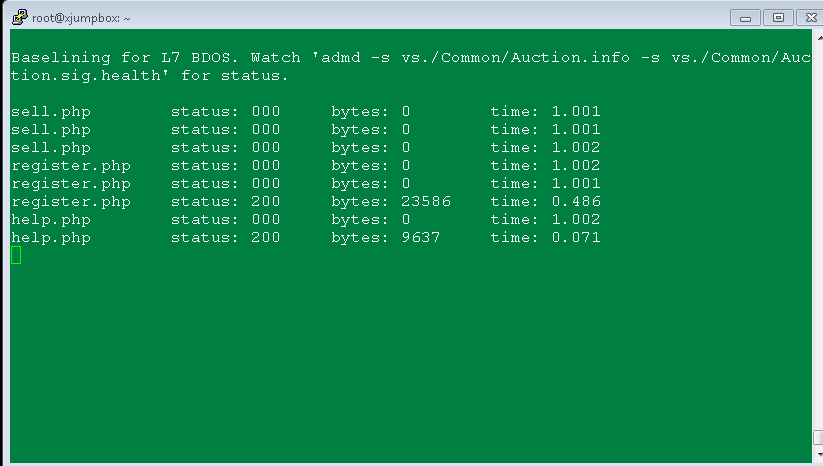 root@xjumpbox: ~
Baselining for L7 BDOS. Watch 'admd -s vs./Common/Auction.info -s vs./Common/Auc
tion.sig.health' for status.
sell.php status: 000 bytes: 0 time: 1.001
sell.php status: 000 bytes: 0 time: 1.001
sell.php status: 000 bytes: 0 time: 1.002
register.php status: 000 bytes: 0 time: 1.002
register.php status: 000 bytes: 0 time: 1.001
register.php status: 200 bytes: 23586 time: 0.486
help.php status: 000 bytes: 0 time: 1.002
help.php status: 200 bytes: 9637 time: 0.071